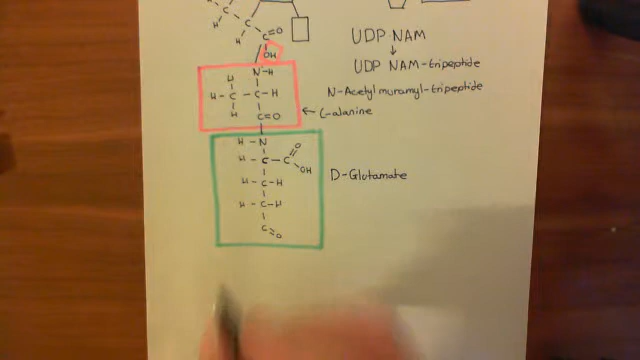 C=O
H
C
H
OH
UDP NAM
↓
UDP NAM-tripeptide
N-H
H
H-C-C-H
H
C=O
N-Acetylmuramyl-tripeptide
← L-alanine
H-N
H-C-C
O
OH
C-H
H-
H-C-H
C=O
D-Glutamate